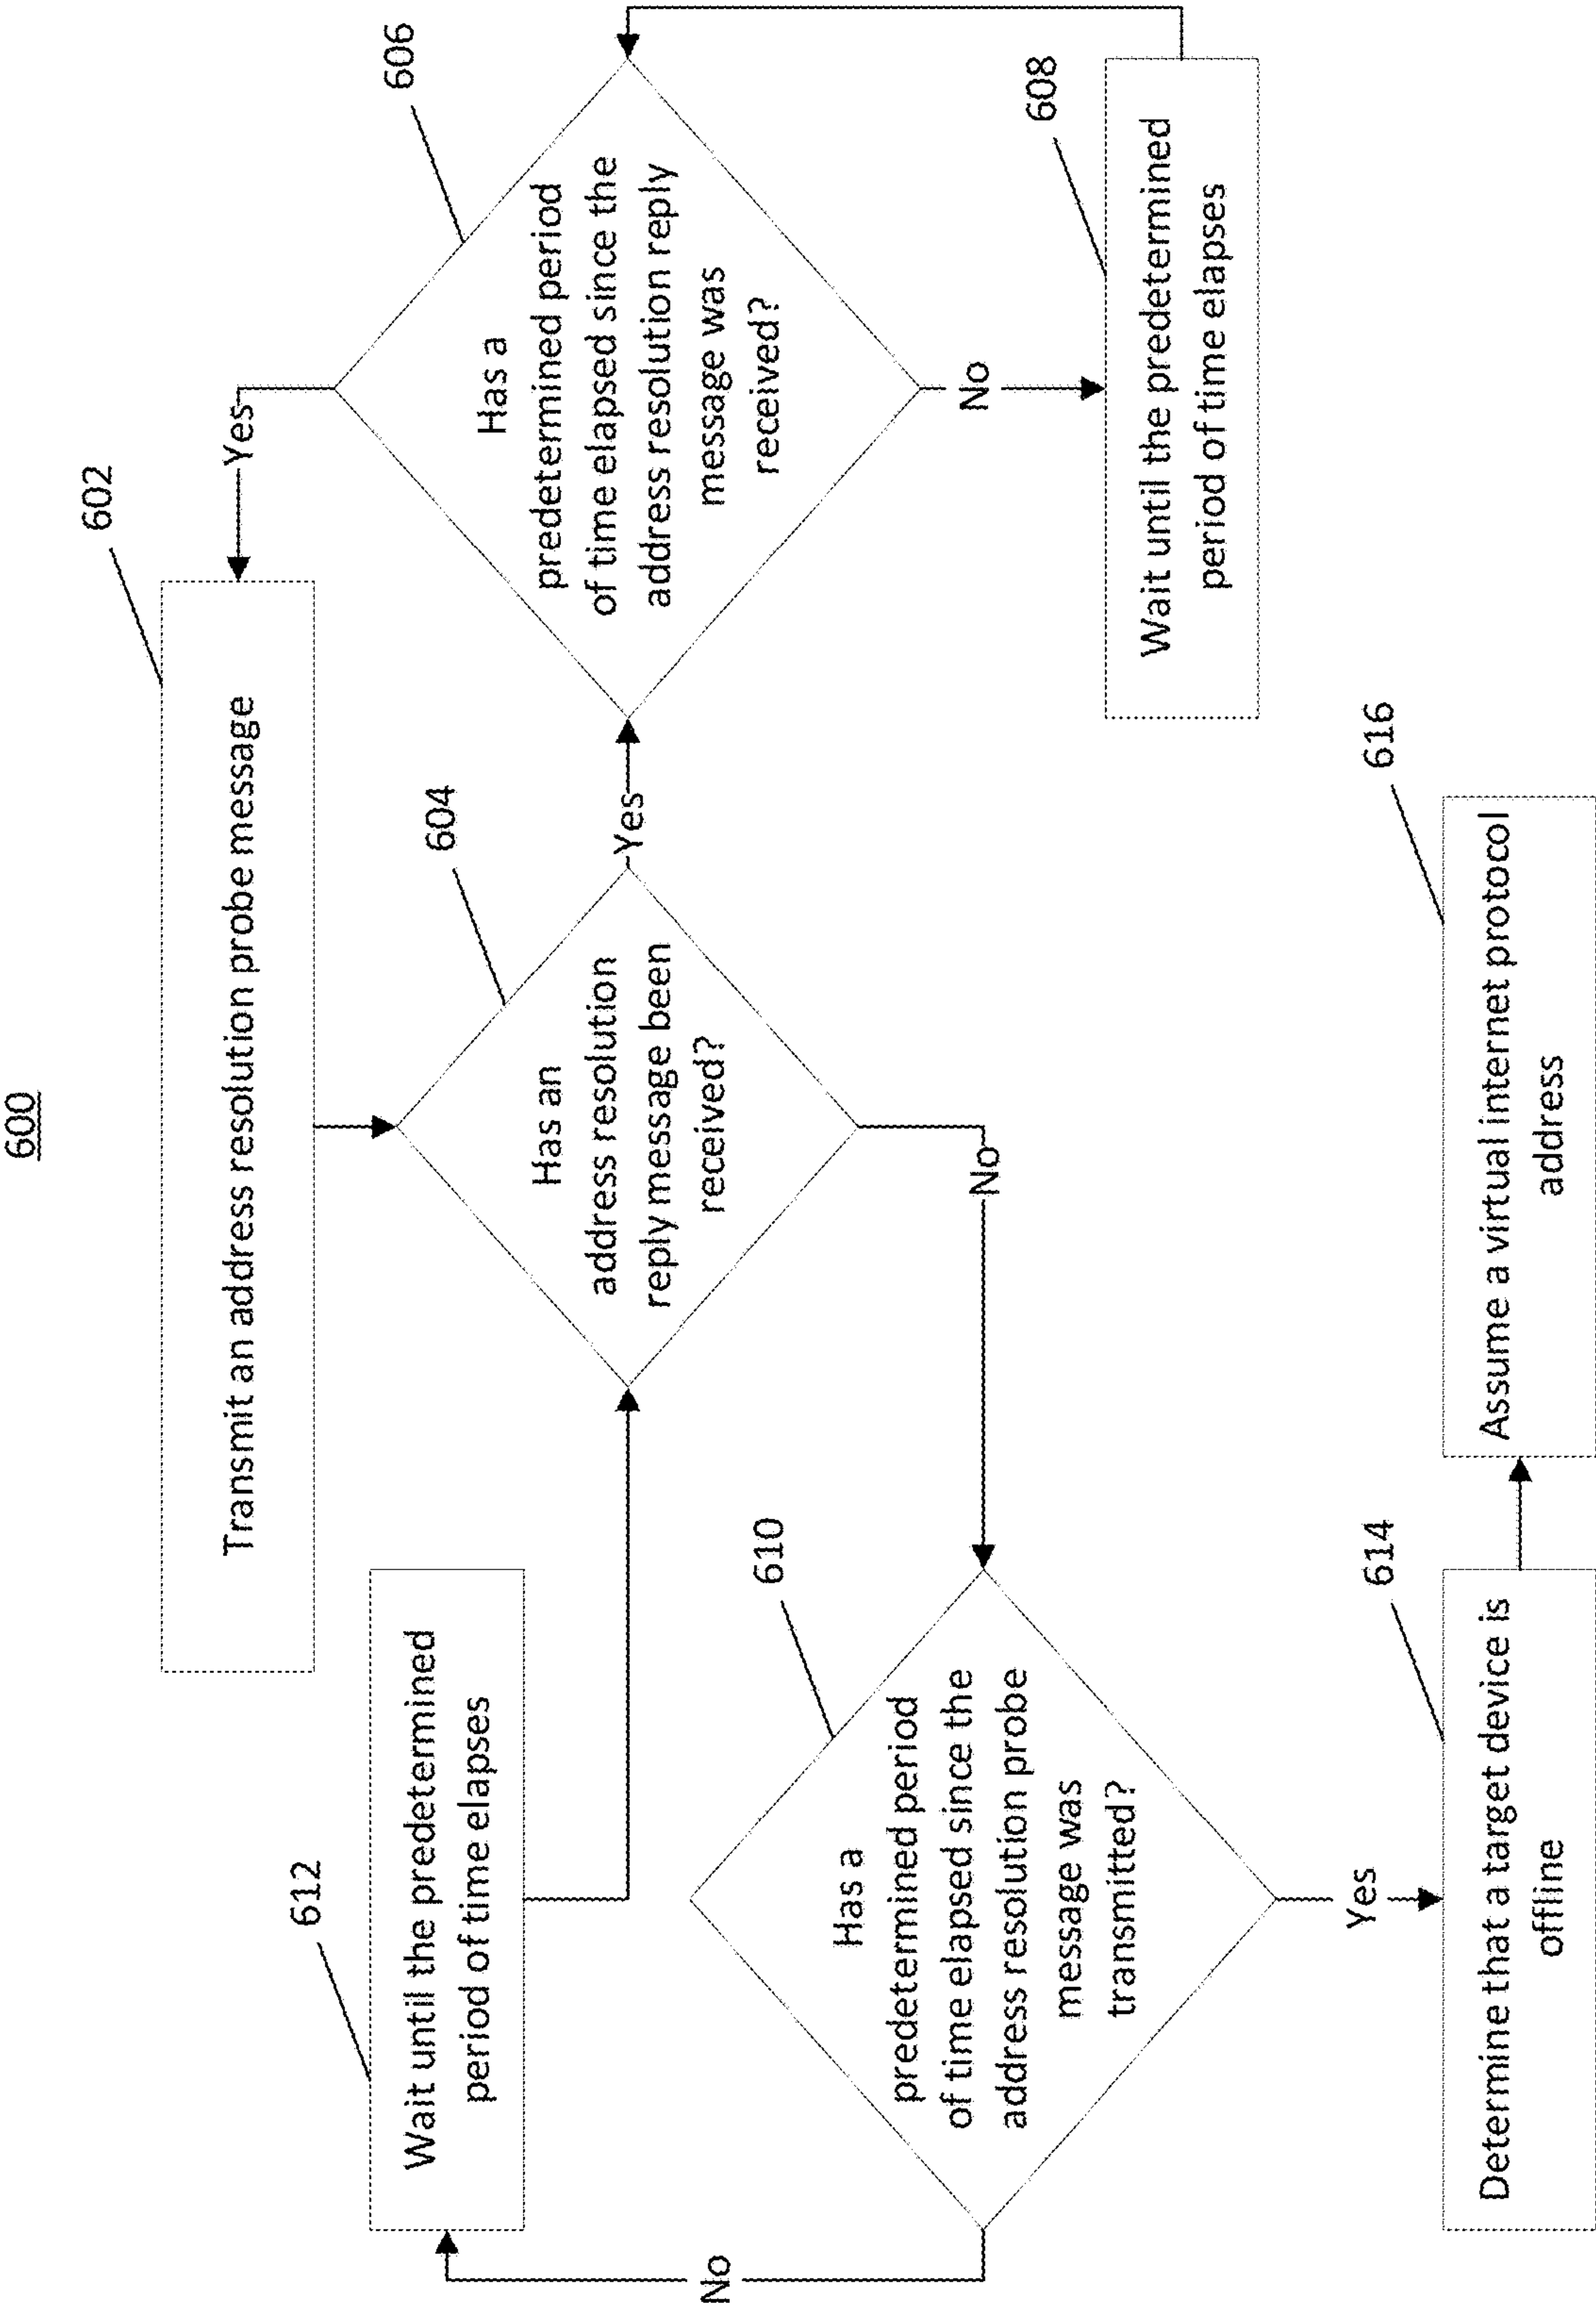 600
602
Transmit an address resolution probe message
612
Wait until the predetermined
period of time elapses
604
Has an
address resolution
reply message been
received?
Yes
606
Has a
predetermined period
of time elapsed since the
address resolution reply
message was
received?
Yes
No
608
Wait until the predetermined
period of time elapses
No
610
Has a
predetermined period
of time elapsed since the
address resolution probe
message was
transmitted?
No
Yes
614
Determine that a target device is
offline
616
Assume a virtual internet protocol
address